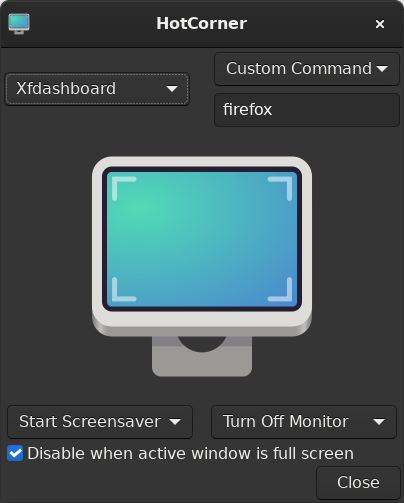 HotCorner
Xfdashboard
Custom Command
firefox
Start Screensaver
Turn Off Monitor
Disable when active window is full screen
Close